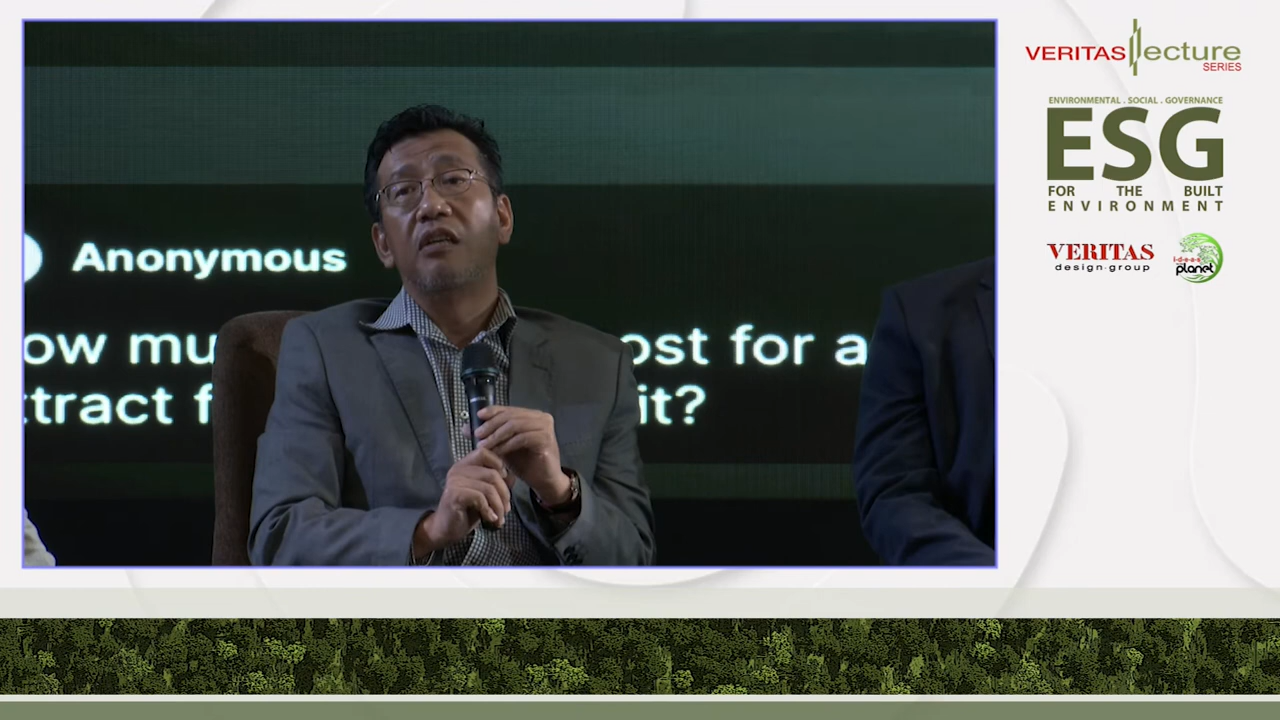 Anonymous
ow mu ost for a
tract f it?
VERITAS lecture
SERIES
ENVIRONMENTAL . SOCIAL . GOVERNANCE
ESG
FOR THE BUILT
ENVIRONMENT
VERITAS
design·group
ideas
planet